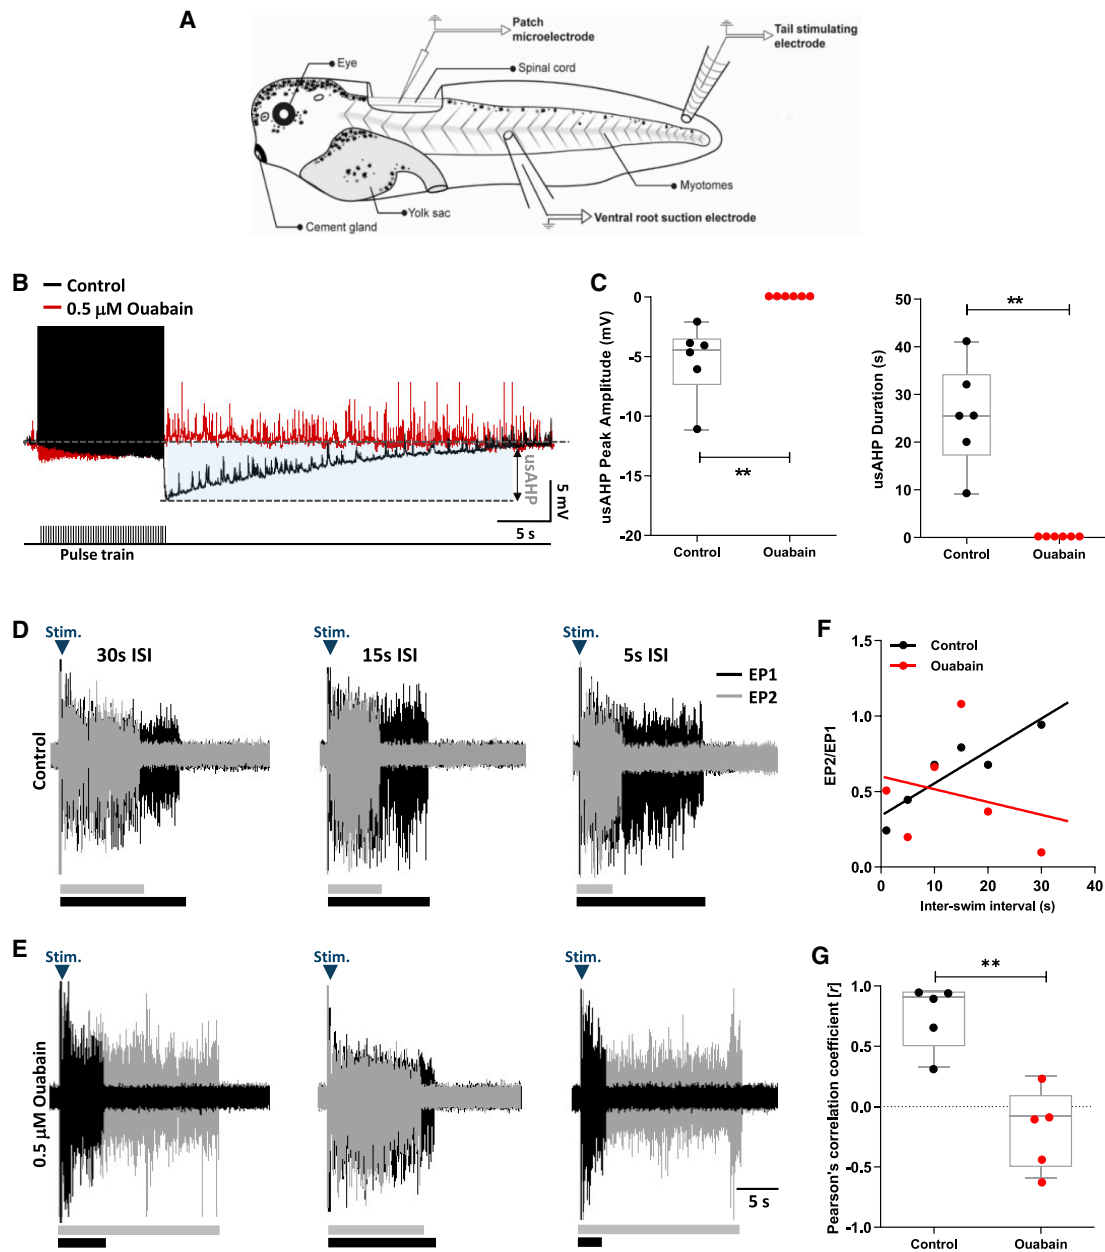 A
Patch
microelectrode
Tail stimulating
electrode
Eye
Spinal cord
Myotomes
Yolk sac
Ventral root suction electrode
Cement gland
B
Control
0.5 µM Ouabain
usAHP
5 mV
5 s
Pulse train
C
usAHP Peak Amplitude (mV)
0
-5
-10
-15
-20
**
Control
Ouabain
usAHP Duration (s)
50
40
30
20
10
0
**
Control
Ouabain
D
Control
Stim.
30s ISI
Stim.
15s ISI
Stim.
5s ISI
EP1
EP2
E
0.5 µM Ouabain
Stim.
Stim.
Stim.
5 s
F
EP2/EP1
1.5
1.0
0.5
0.0
Control
Ouabain
0
10
20
30
40
Inter-swim interval (s)
G
Pearson's correlation coefficient [r]
1.0
0.5
0.0
-0.5
-1.0
**
Control
Ouabain